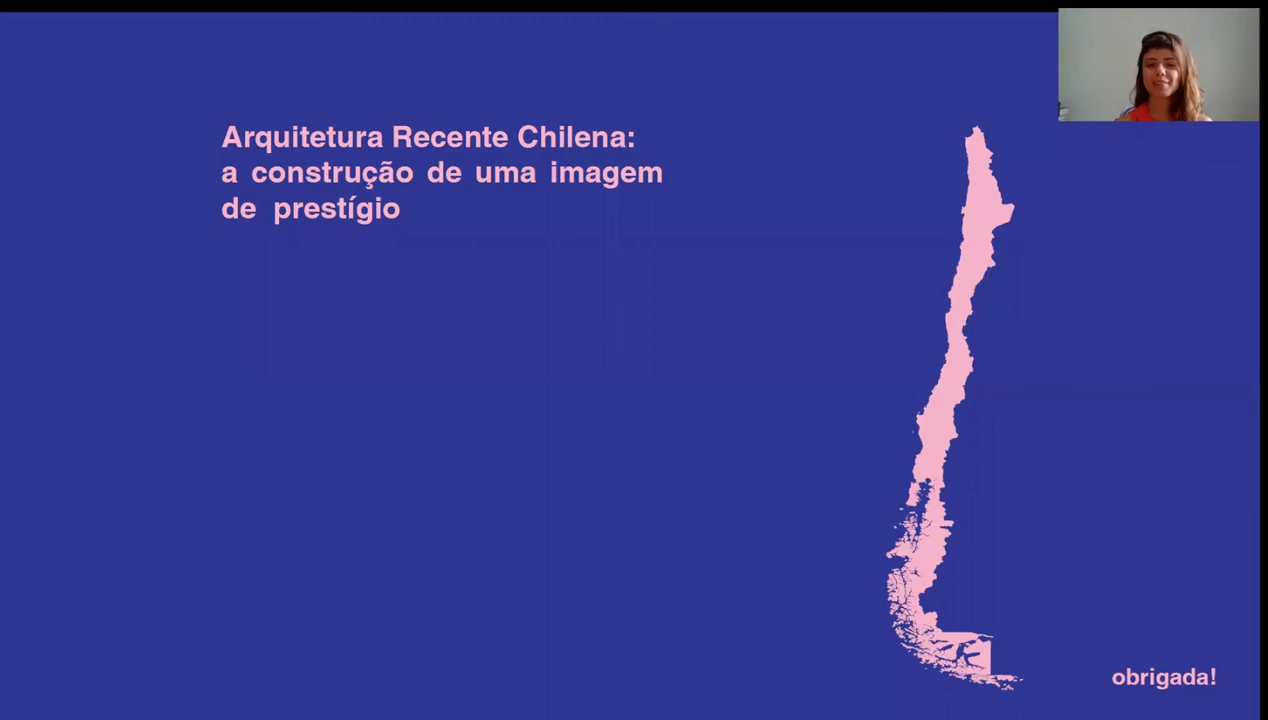 Arquitetura Recente Chilena:
a construção de uma imagem
de prestígio
obrigada!